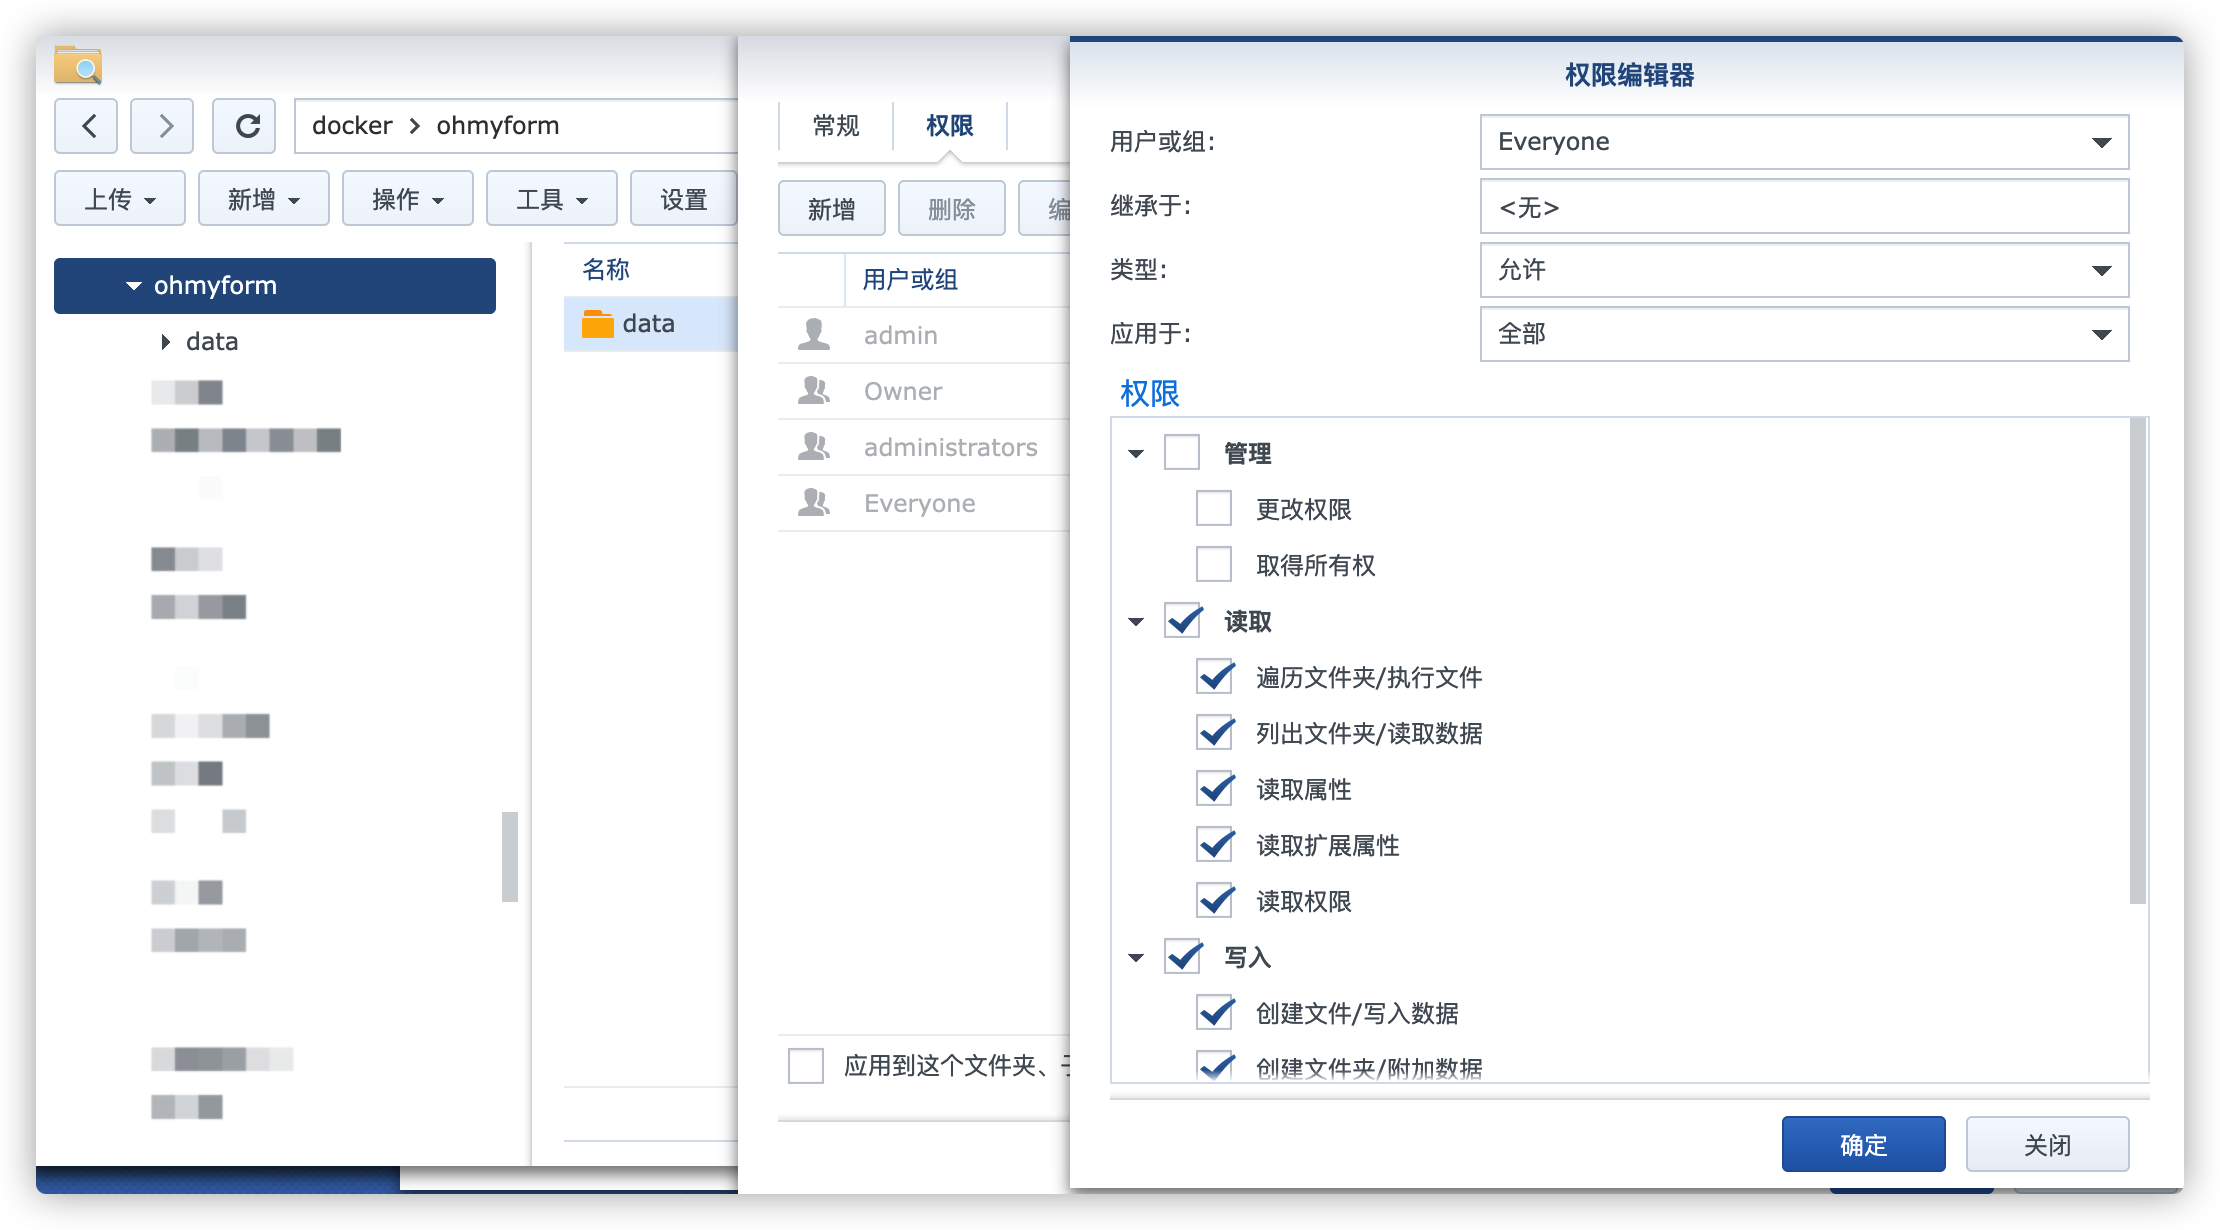 docker
ohmyform
上传
新增
操作
工具
设置
ohmyform
data
名称
data
常规
权限
新增
删除
编
用户或组
admin
Owner
administrators
Everyone
应用到这个文件夹、子
权限编辑器
用户或组:
Everyone
继承于:
<无>
类型:
允许
应用于:
全部
权限
管理
更改权限
取得所有权
读取
遍历文件夹/执行文件
列出文件夹/读取数据
读取属性
读取扩展属性
读取权限
写入
创建文件/写入数据
创建文件夹/附加数据
确定
关闭